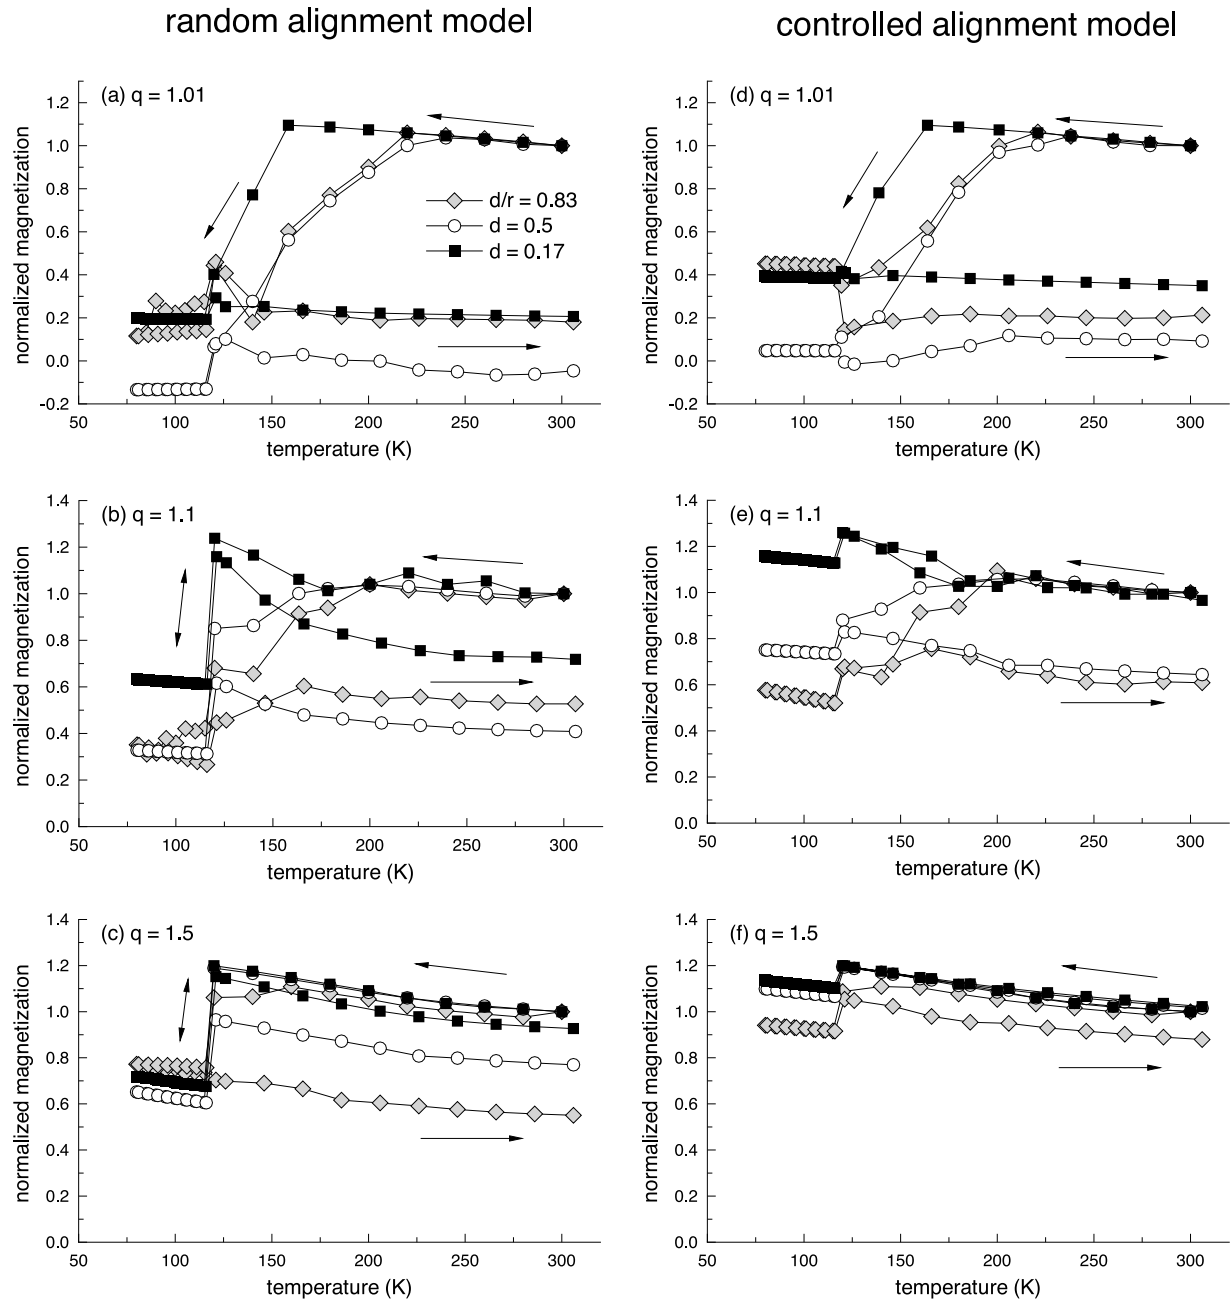 random alignment model
controlled alignment model
(a) q = 1.01
normalized magnetization
1.2
1.0
0.8
0.6
0.4
0.2
0.0
-0.2
d/r = 0.83
d = 0.5
d = 0.17
50 100 150 200 250 300
temperature (K)
(d) q = 1.01
normalized magnetization
1.2
1.0
0.8
0.6
0.4
0.2
0.0
-0.2
50 100 150 200 250 300
temperature (K)
(b) q = 1.1
normalized magnetization
1.4
1.2
1.0
0.8
0.6
0.4
0.2
0.0
50 100 150 200 250 300
temperature (K)
(e) q = 1.1
normalized magnetization
1.4
1.2
1.0
0.8
0.6
0.4
0.2
0.0
50 100 150 200 250 300
temperature (K)
(c) q = 1.5
normalized magnetization
1.4
1.2
1.0
0.8
0.6
0.4
0.2
0.0
50 100 150 200 250 300
temperature (K)
(f) q = 1.5
normalized magnetization
1.4
1.2
1.0
0.8
0.6
0.4
0.2
0.0
50 100 150 200 250 300
temperature (K)